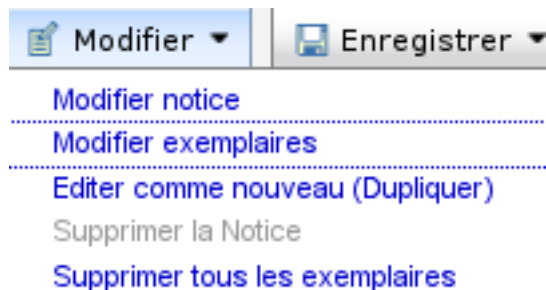 Modifier Enregistrer
Modifier notice
Modifier exemplaires
Editer comme nouveau (Dupliquer)
Supprimer la Notice
Supprimer tous les exemplaires